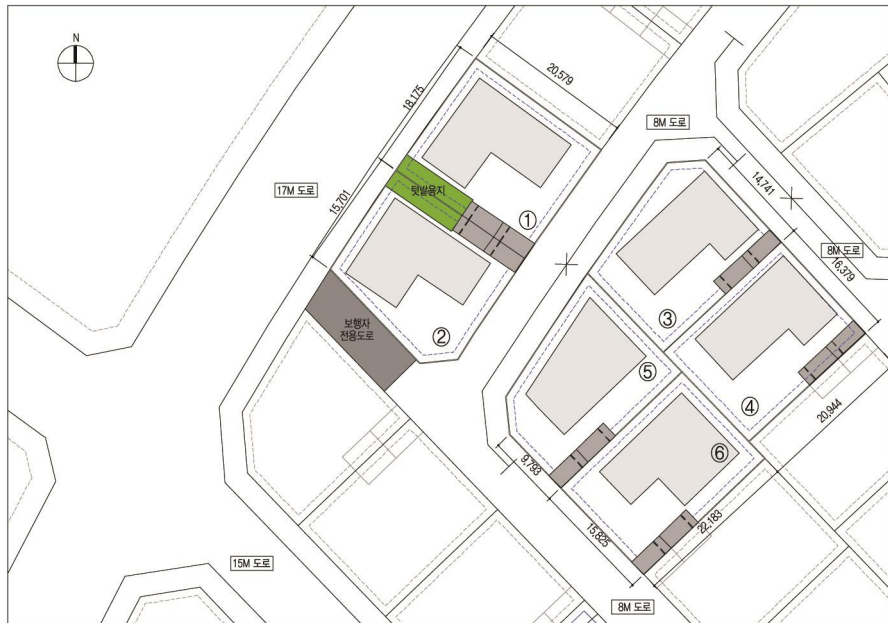 N
20,579
18,175
8M 도로
14,741
17M 도로
텃밭용지
15,701
①
8M 도로
16,379
보행자
전용도로
②
③
⑤
④
20,944
⑥
9,793
15,825
22,183
15M 도로
8M 도로